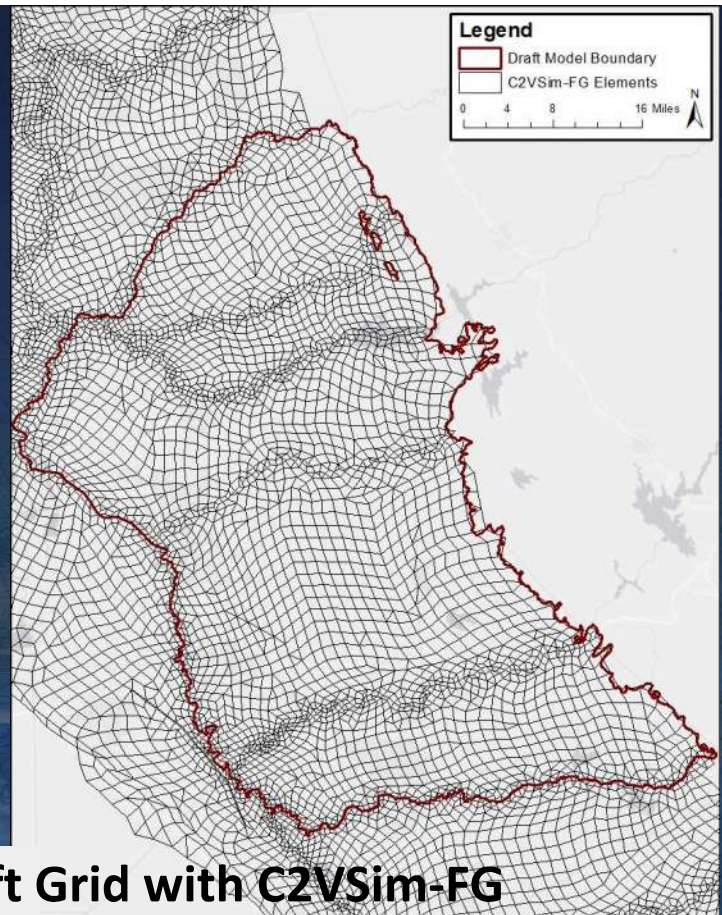 Legend
Draft Model Boundary
C2VSim-FG Elements
N
0 4 8 16 Miles
ft Grid with C2VSim-FG